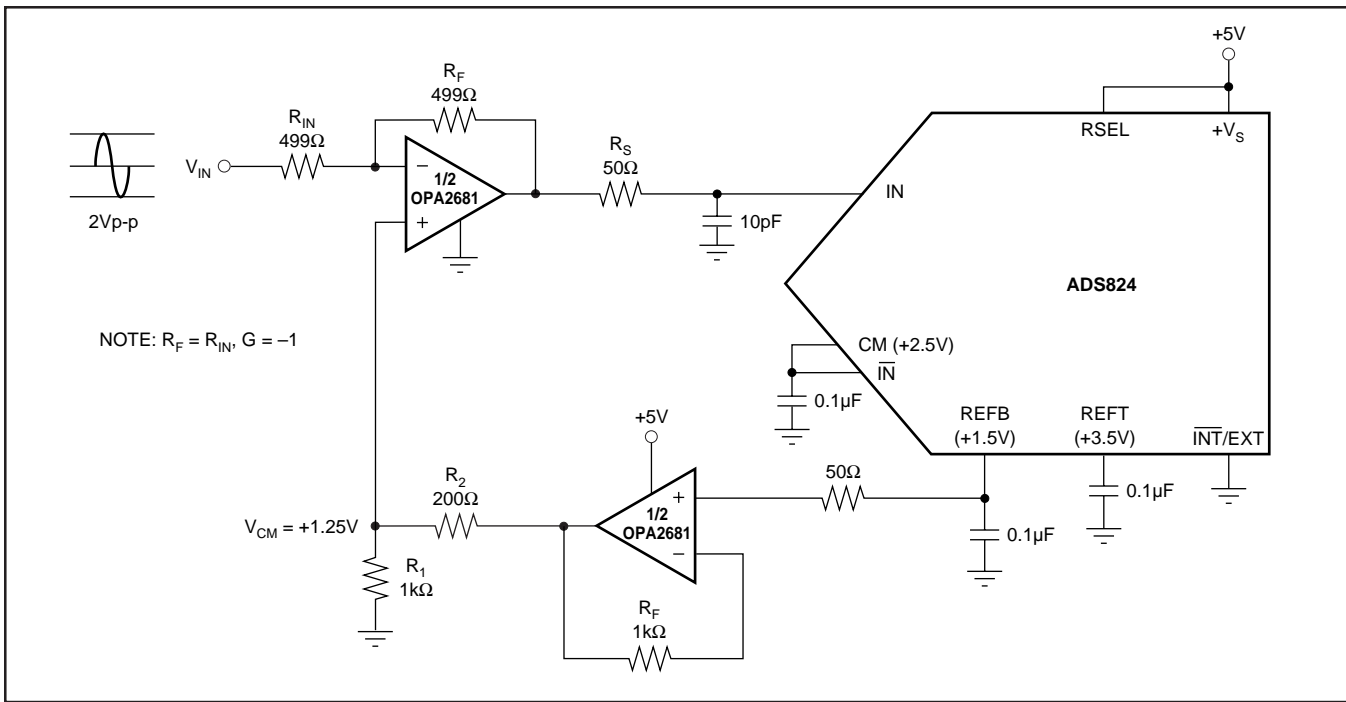 +5V
R_F
499Ω
R_IN
499Ω
V_IN
2Vp-p
−
1/2
OPA2681
+
R_S
50Ω
10pF
RSEL
+V_S
IN
ADS824
NOTE: R_F = R_IN, G = –1
CM (+2.5V)
I̅N̅
0.1µF
REFB
(+1.5V)
REFT
(+3.5V)
I̅N̅T̅/EXT
+5V
50Ω
0.1µF
0.1µF
R_2
200Ω
+
1/2
OPA2681
−
V_CM = +1.25V
R_1
1kΩ
R_F
1kΩ